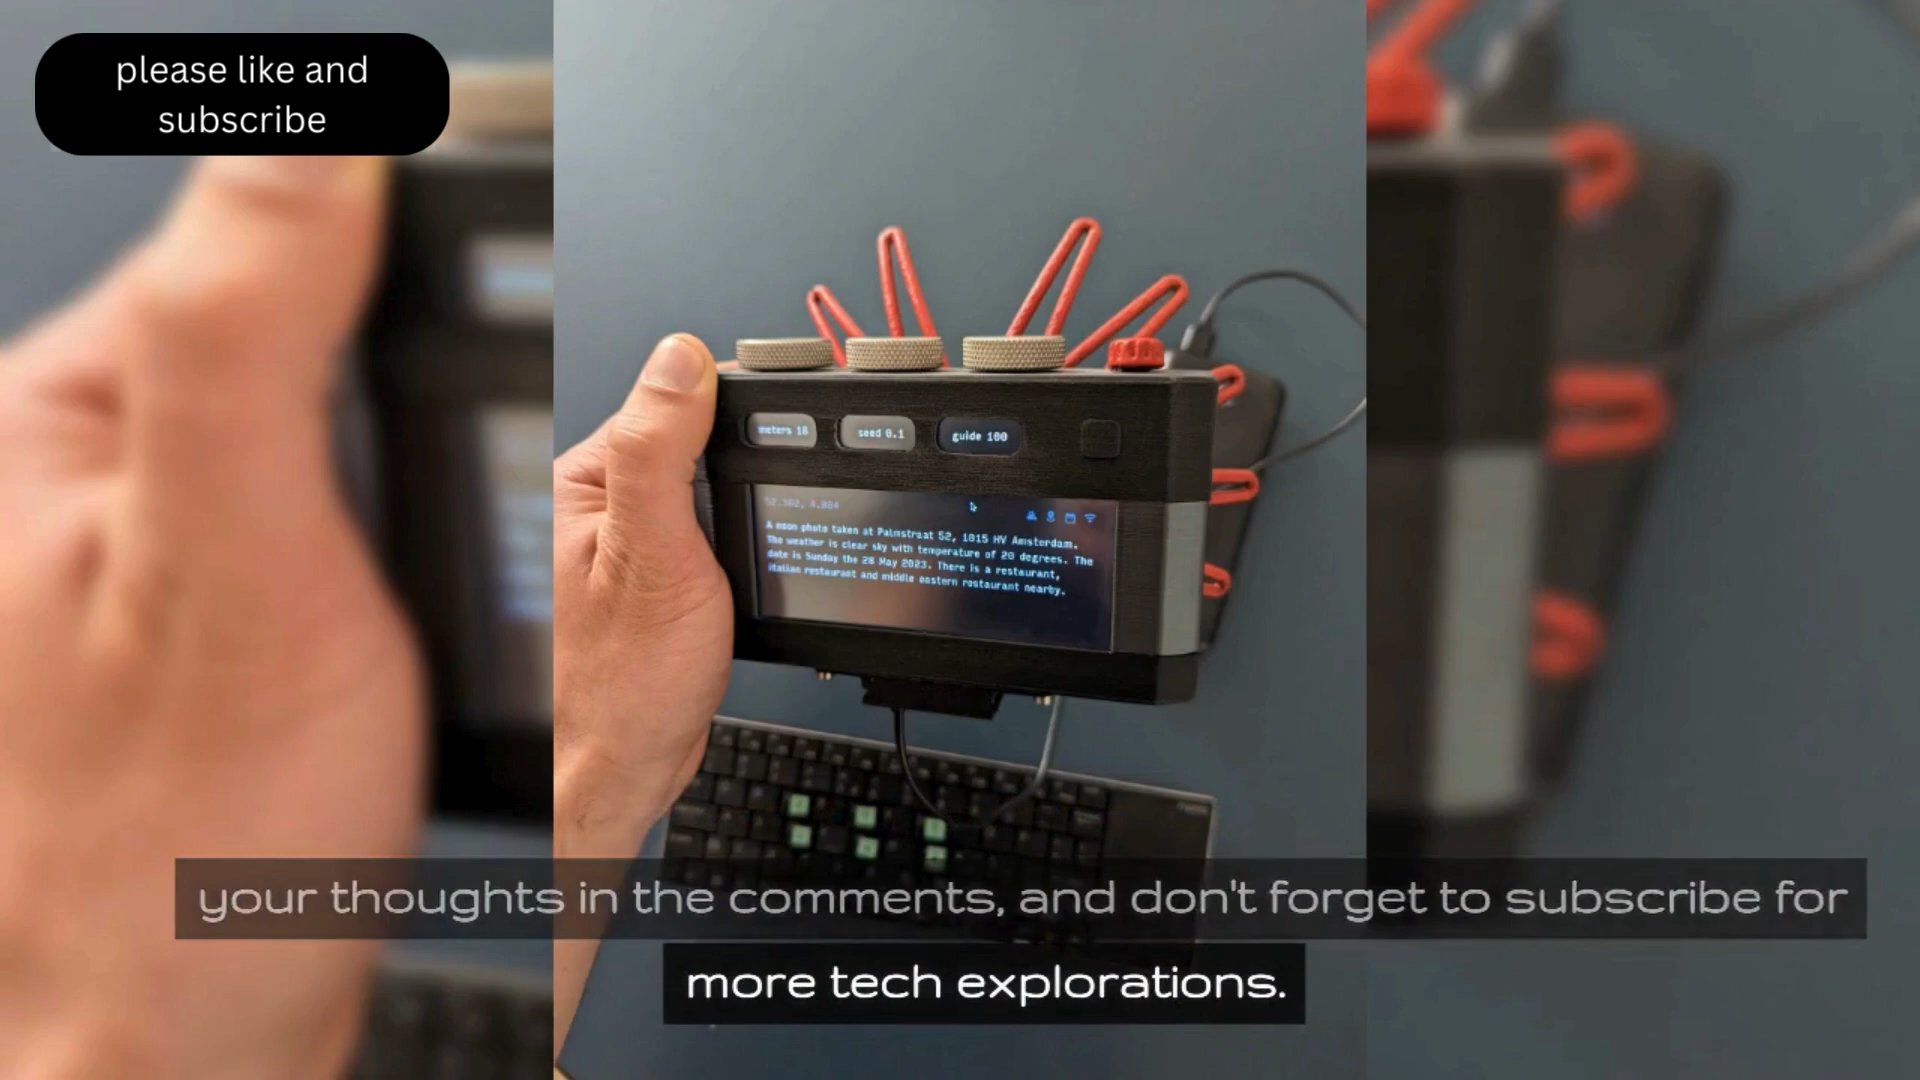 please like and
subscribe
meters 18
seed 0.1
guide 100
A noon photo taken at Palmstraat 52, 1015 HV Amsterdam.
The weather is clear sky with temperature of 20 degrees. The
date is Sunday the 28 May 2023. There is a restaurant,
italian restaurant and middle eastern restaurant nearby.
your thoughts in the comments, and don't forget to subscribe for
more tech explorations.